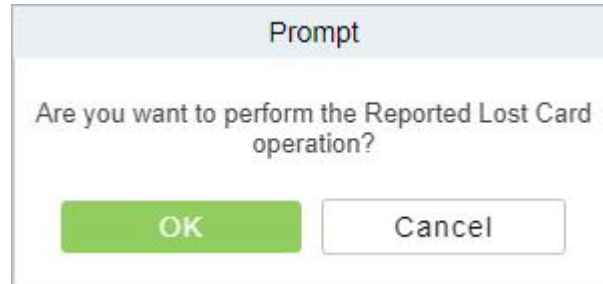 Prompt
Are you want to perform the Reported Lost Card
operation?
OK
Cancel